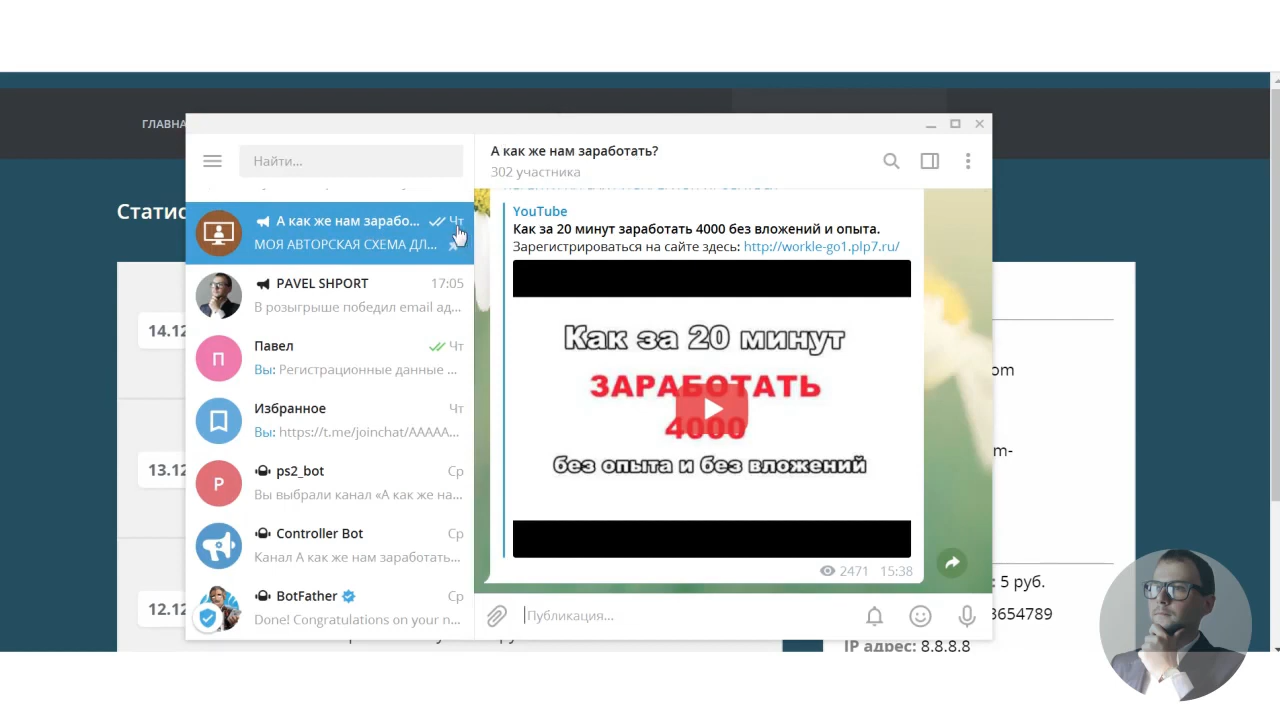 ГЛАВНА
Статис
14.12
13.12
12.12
Найти...
А как же нам зарабо... Чт
МОЯ АВТОРСКАЯ СХЕМА ДЛ...
PAVEL SHPORT 17:05
В розыгрыше победил email ад...
Павел Чт
Вы: Регистрационные данные ...
Избранное Чт
Вы: https://t.me/joinchat/AAAAA...
ps2_bot Ср
Вы выбрали канал «А как же на...
Controller Bot Ср
Канал А как же нам заработать...
BotFather Ср
Done! Congratulations on your n...
А как же нам заработать?
302 участника
YouTube
Как за 20 минут заработать 4000 без вложений и опыта.
Зарегистрироваться на сайте здесь: http://workle-go1.plp7.ru/
Как за 20 минут
ЗАРАБОТАТЬ
4000
без опыта и без вложений
2471 15:38
Публикация...
П
P
om
m-
: 5 руб.
3654789
IP адрес: 8.8.8.8